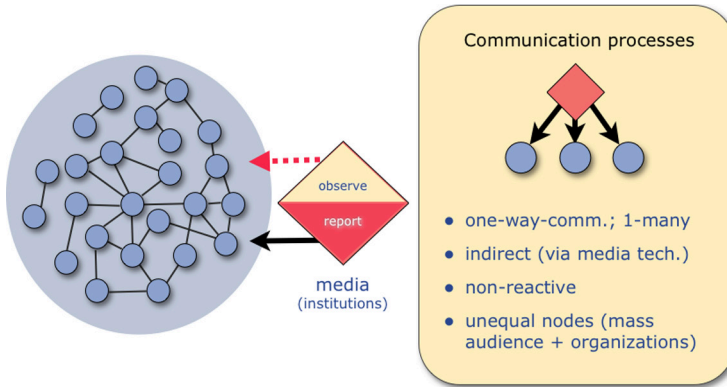 observe
report
media
(institutions)
Communication processes
● one-way-comm.; 1-many
● indirect (via media tech.)
● non-reactive
● unequal nodes (mass
audience + organizations)